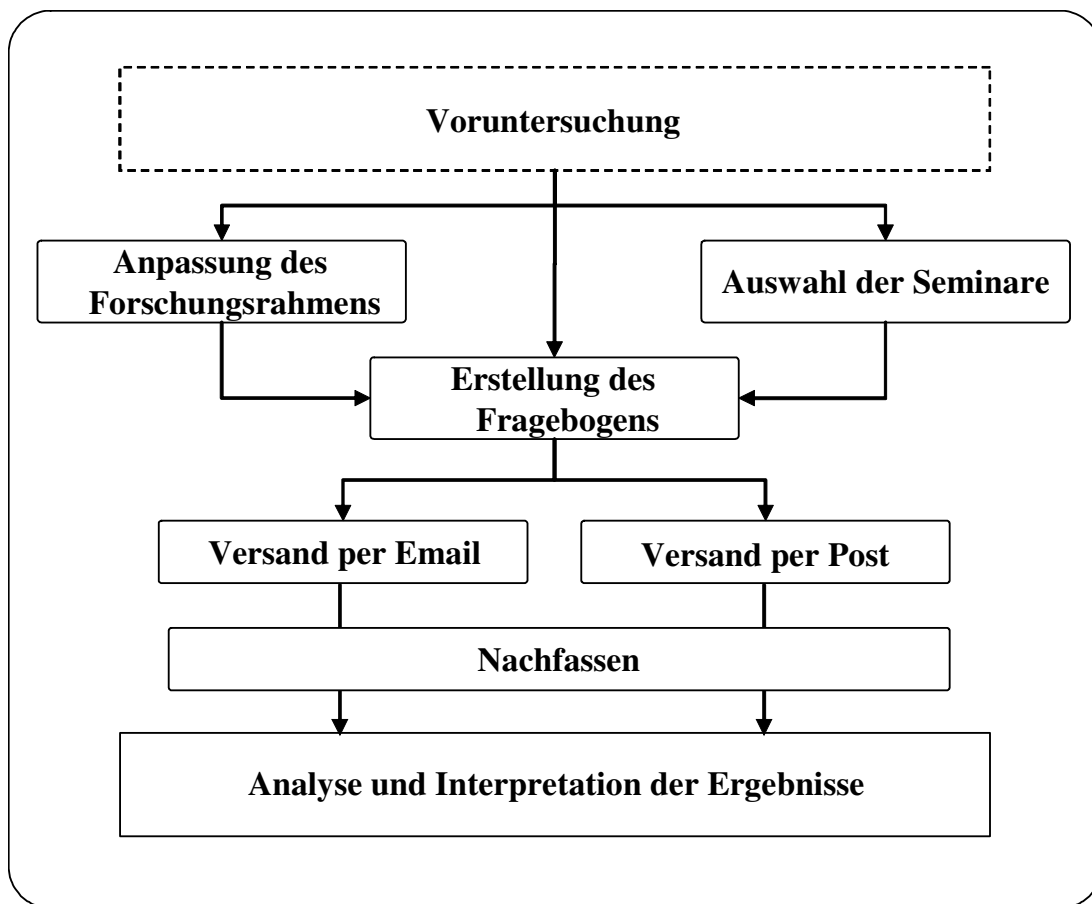 Voruntersuchung
Anpassung des
Forschungsrahmens
Auswahl der Seminare
Erstellung des
Fragebogens
Versand per Email
Versand per Post
Nachfassen
Analyse und Interpretation der Ergebnisse